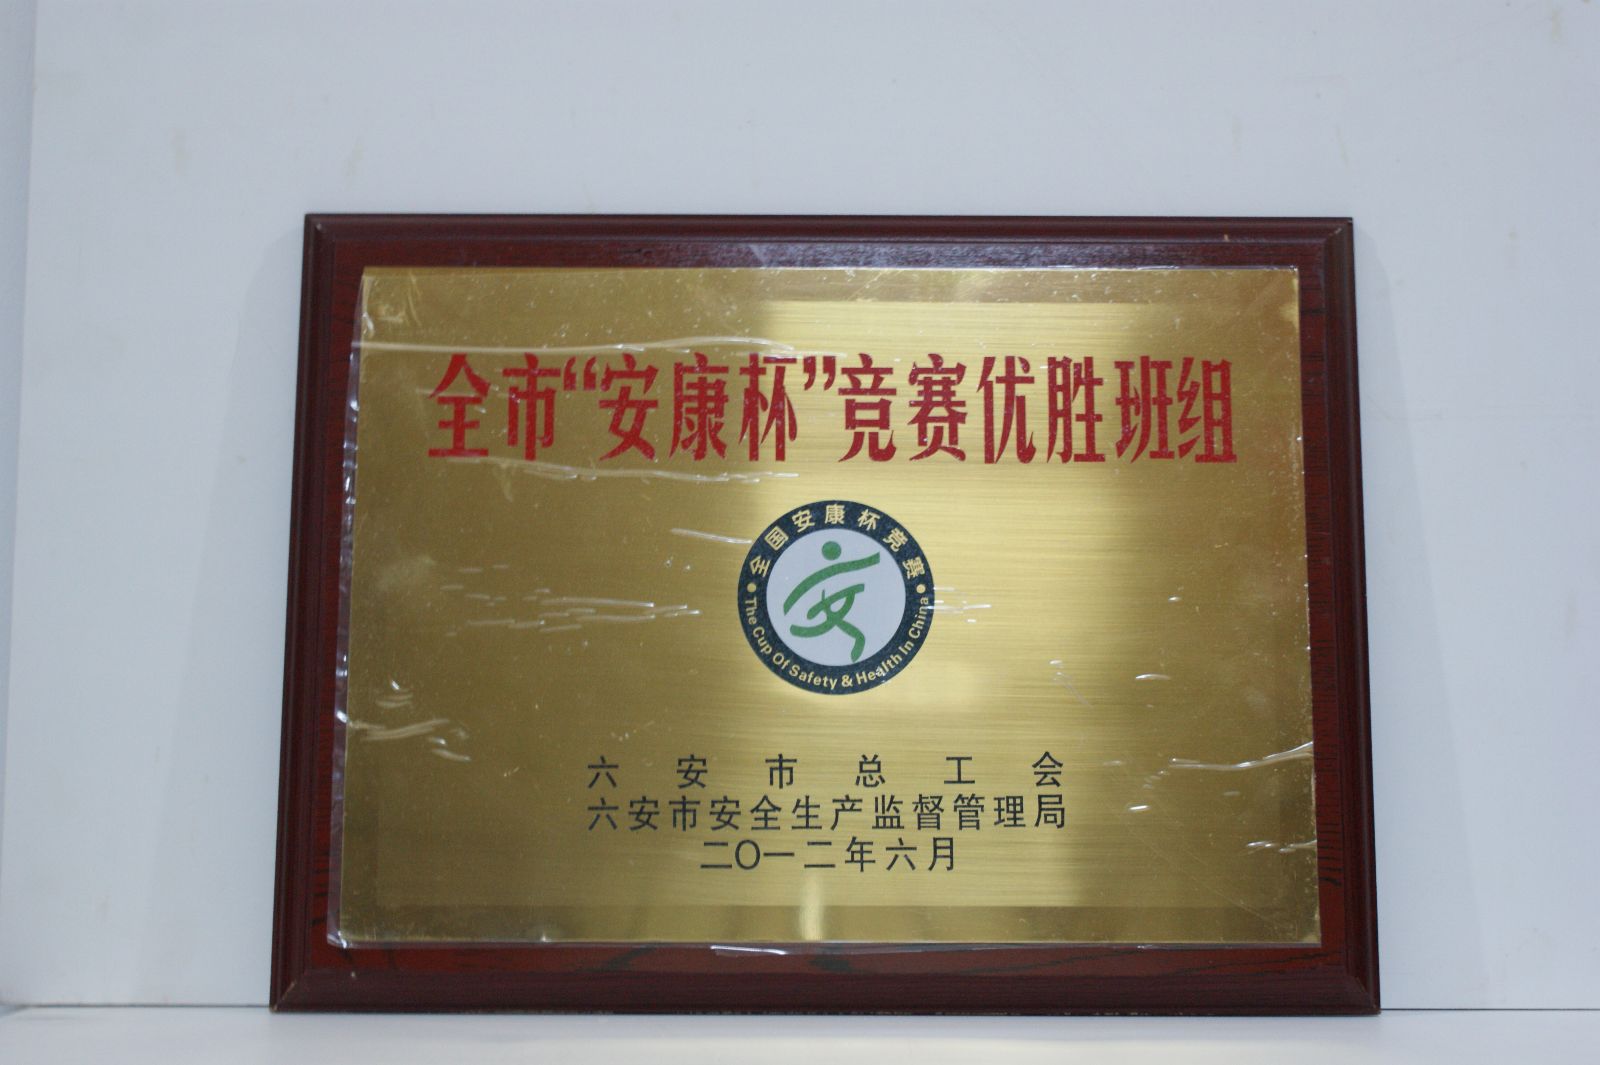 全市“安康杯”竞赛优胜班组
全国安康杯竞赛
The Cup Of Safety & Health In China
六安市总工会
六安市安全生产监督管理局
二〇一二年六月